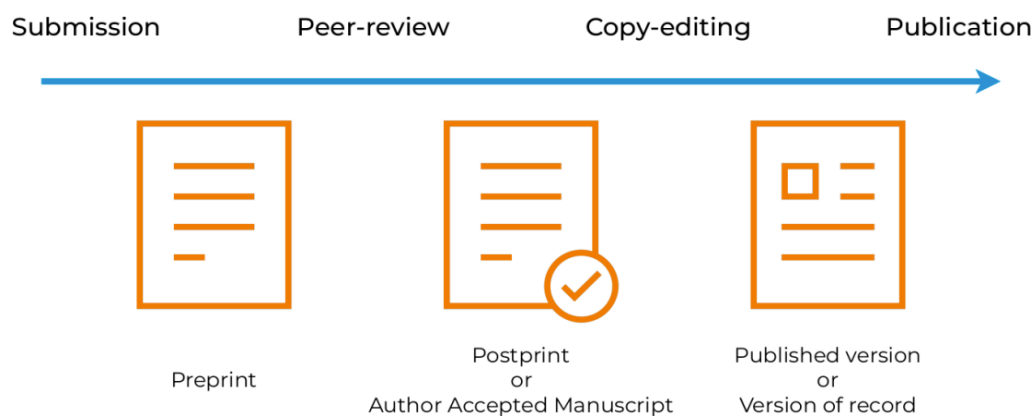 Submission Peer-review Copy-editing Publication
Preprint
Postprint
or
Author Accepted Manuscript
Published version
or
Version of record